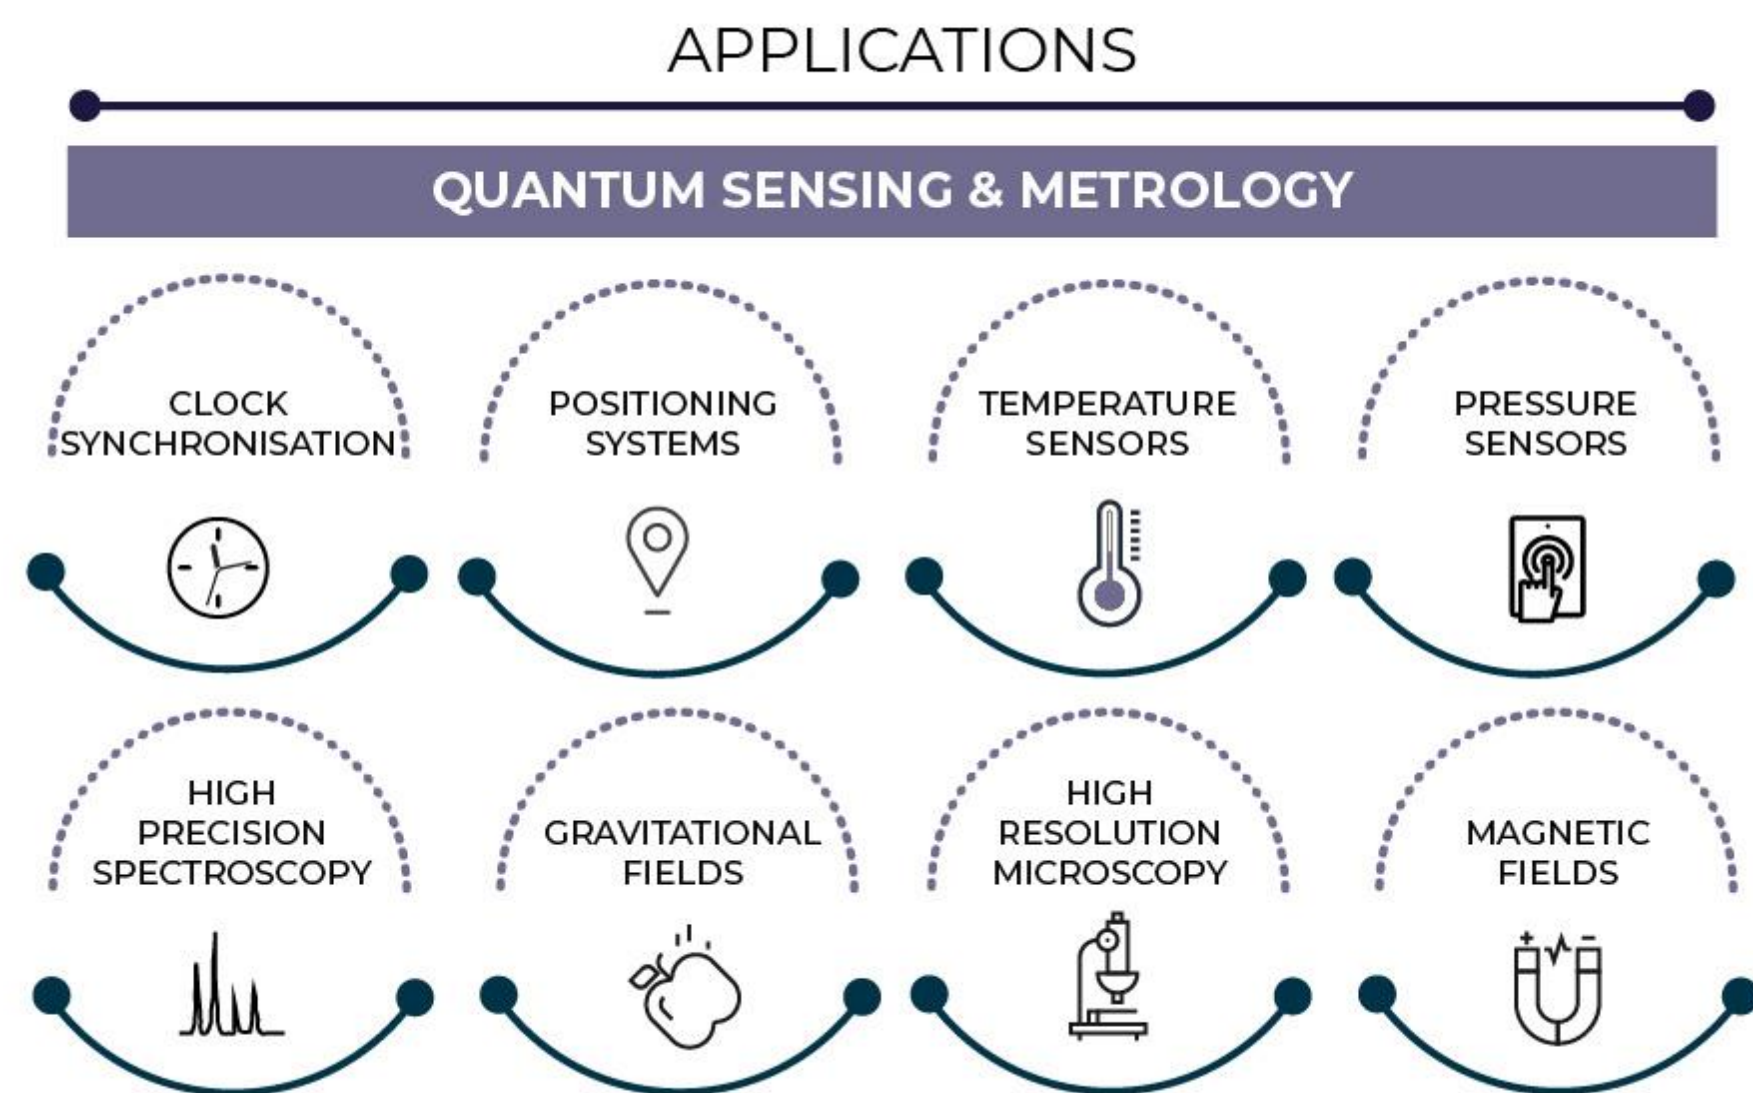 APPLICATIONS
QUANTUM SENSING & METROLOGY
CLOCK
SYNCHRONISATION
POSITIONING
SYSTEMS
TEMPERATURE
SENSORS
PRESSURE
SENSORS
HIGH
PRECISION
SPECTROSCOPY
GRAVITATIONAL
FIELDS
HIGH
RESOLUTION
MICROSCOPY
MAGNETIC
FIELDS